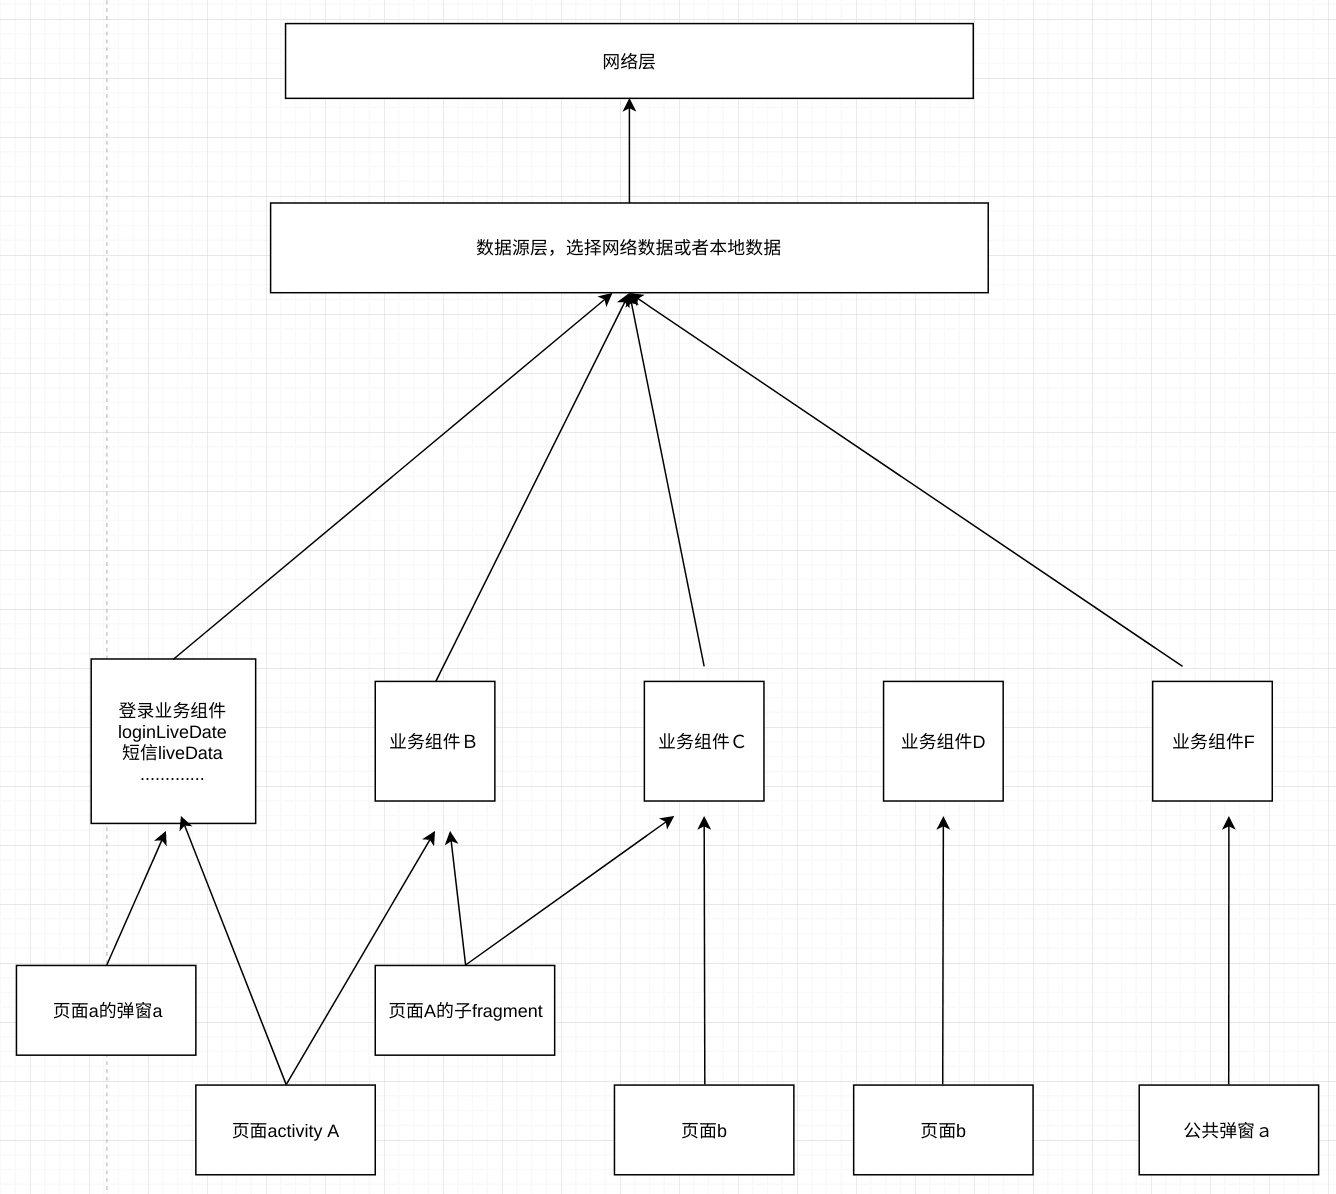 网络层
数据源层，选择网络数据或者本地数据
登录业务组件
loginLiveDate
短信liveData
.............
业务组件 B
业务组件 C
业务组件D
业务组件F
页面a的弹窗a
页面A的子fragment
页面activity A
页面b
页面b
公共弹窗 a